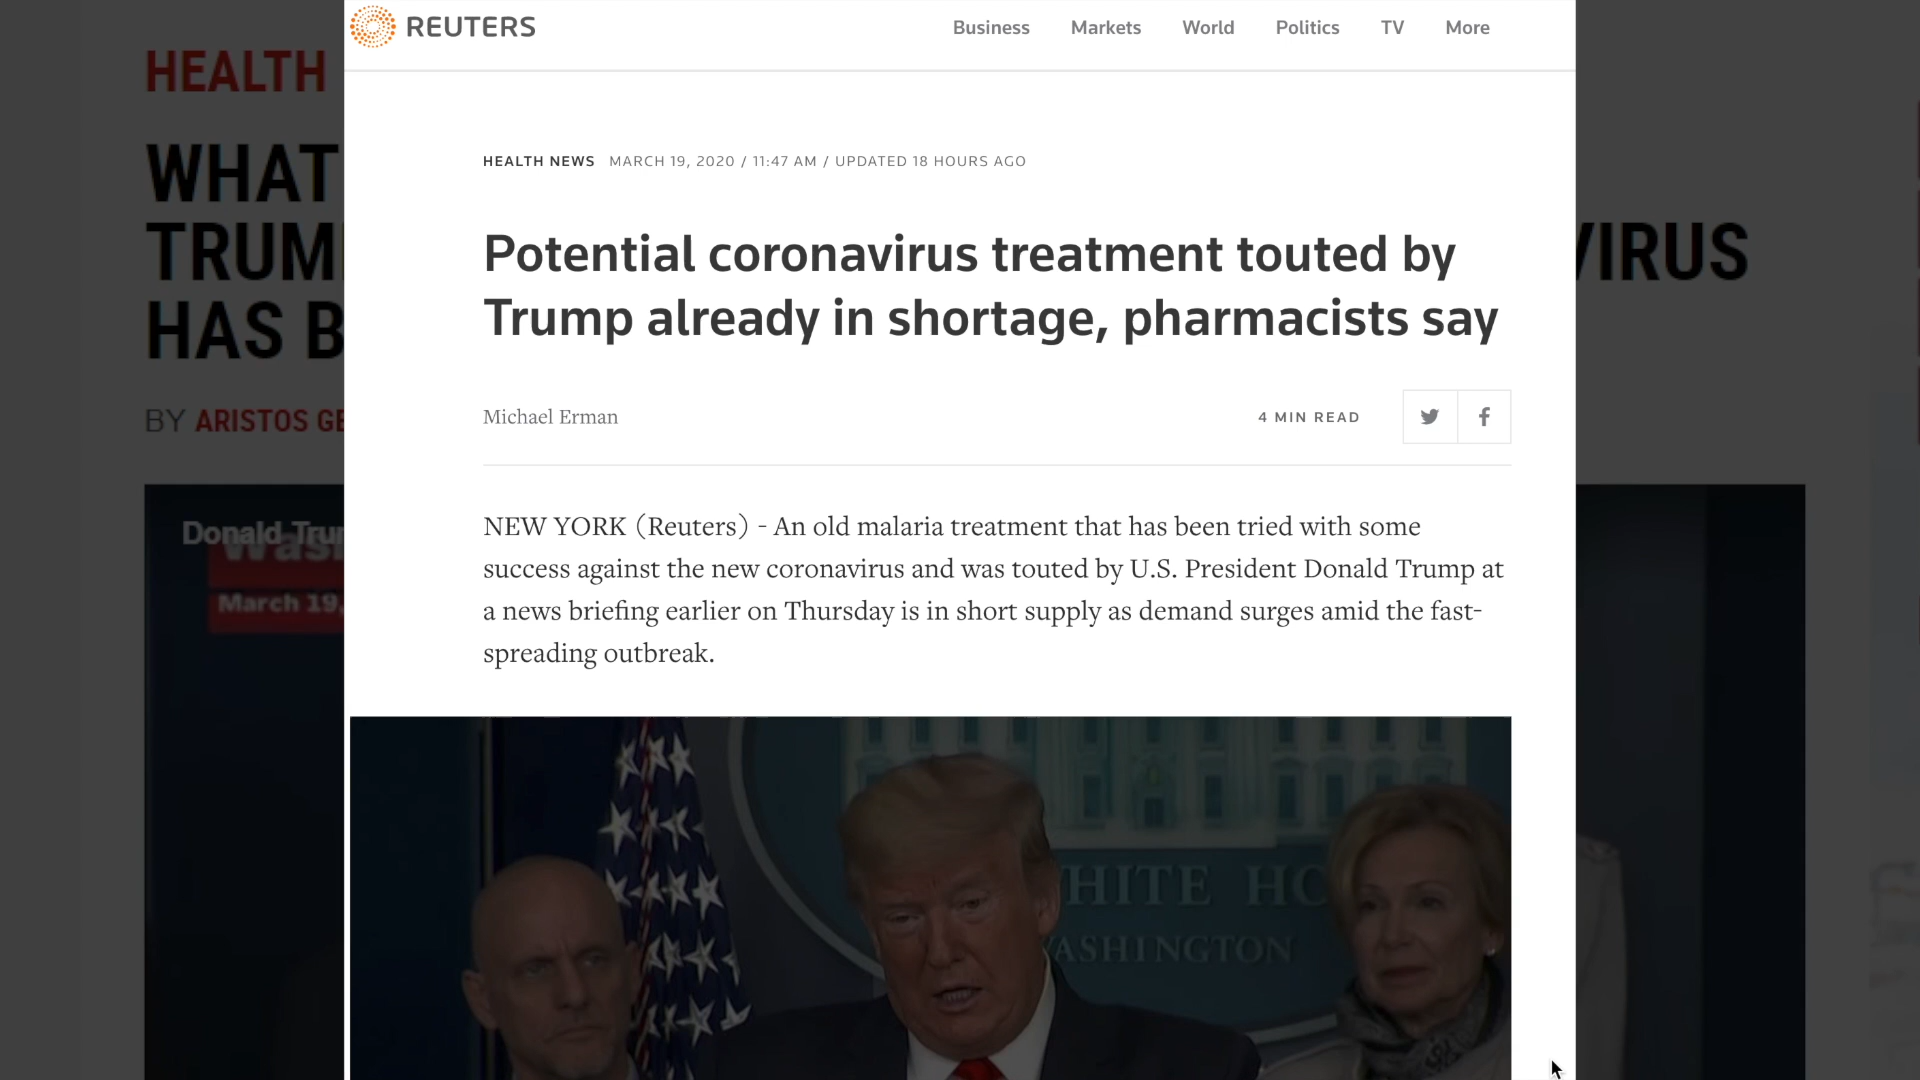 REUTERS
Business Markets World Politics TV More
HEALTH
WHAT
TRUM
VIRUS
HAS B
BY ARISTOS GE
HEALTH NEWS MARCH 19, 2020 / 11:47 AM / UPDATED 18 HOURS AGO
Potential coronavirus treatment touted by
Trump already in shortage, pharmacists say
Michael Erman
4 MIN READ
NEW YORK (Reuters) - An old malaria treatment that has been tried with some
success against the new coronavirus and was touted by U.S. President Donald Trump at
a news briefing earlier on Thursday is in short supply as demand surges amid the fast-
spreading outbreak.
Donald Trum
Wash
March 19,
HITE HO
WASHINGTON